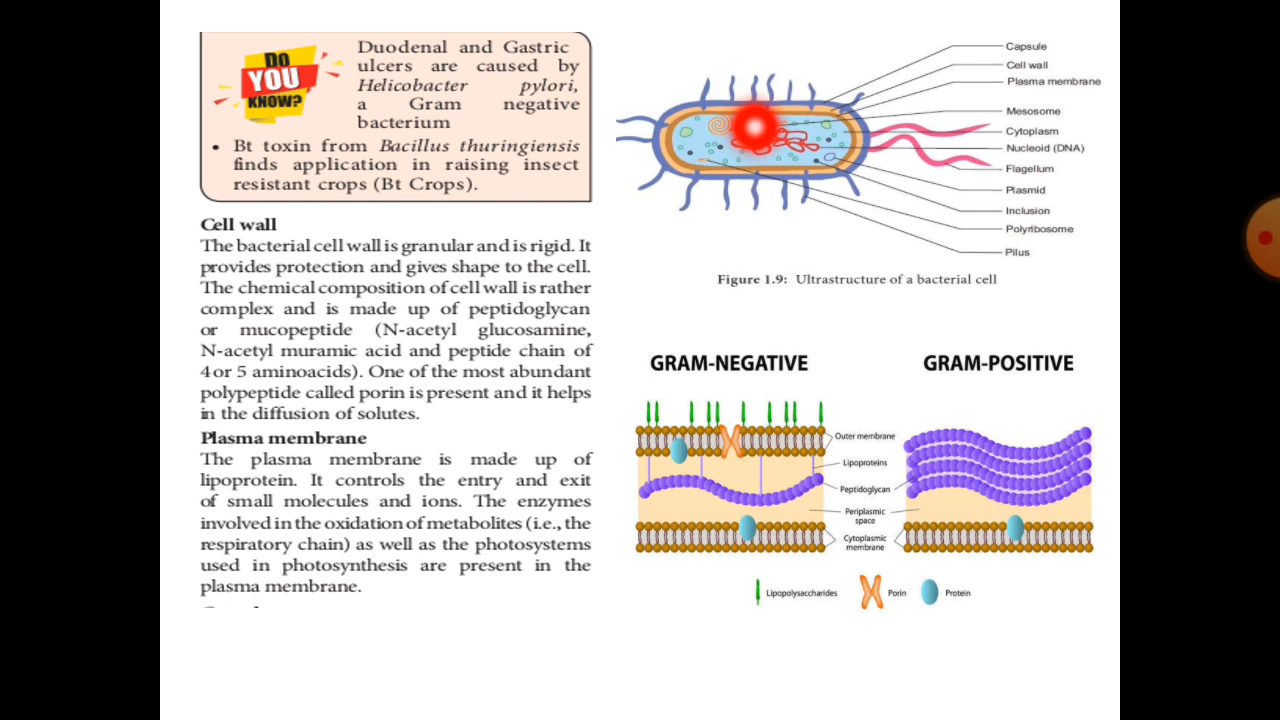 DO
YOU
KNOW?
Duodenal and Gastric
ulcers are caused by
Helicobacter pylori,
a Gram negative
bacterium
• Bt toxin from Bacillus thuringiensis
finds application in raising insect
resistant crops (Bt Crops).
Cell wall
The bacterial cell wall is granular and is rigid. It
provides protection and gives shape to the cell.
The chemical composition of cell wall is rather
complex and is made up of peptidoglycan
or mucopeptide (N-acetyl glucosamine,
N-acetyl muramic acid and peptide chain of
4 or 5 aminoacids). One of the most abundant
polypeptide called porin is present and it helps
in the diffusion of solutes.
Plasma membrane
The plasma membrane is made up of
lipoprotein. It controls the entry and exit
of small molecules and ions. The enzymes
involved in the oxidation of metabolites (i.e., the
respiratory chain) as well as the photosystems
used in photosynthesis are present in the
plasma membrane.
Capsule
Cell wall
Plasma membrane
Mesosome
Cytoplasm
Nucleoid (DNA)
Flagellum
Plasmid
Inclusion
Polyribosome
Pilus
Figure 1.9: Ultrastructure of a bacterial cell
GRAM-NEGATIVE
GRAM-POSITIVE
Outer membrane
Lipoproteins
Peptidoglycan
Periplasmic
space
Cytoplasmic
membrane
Lipopolysaccharides
Porin
Protein